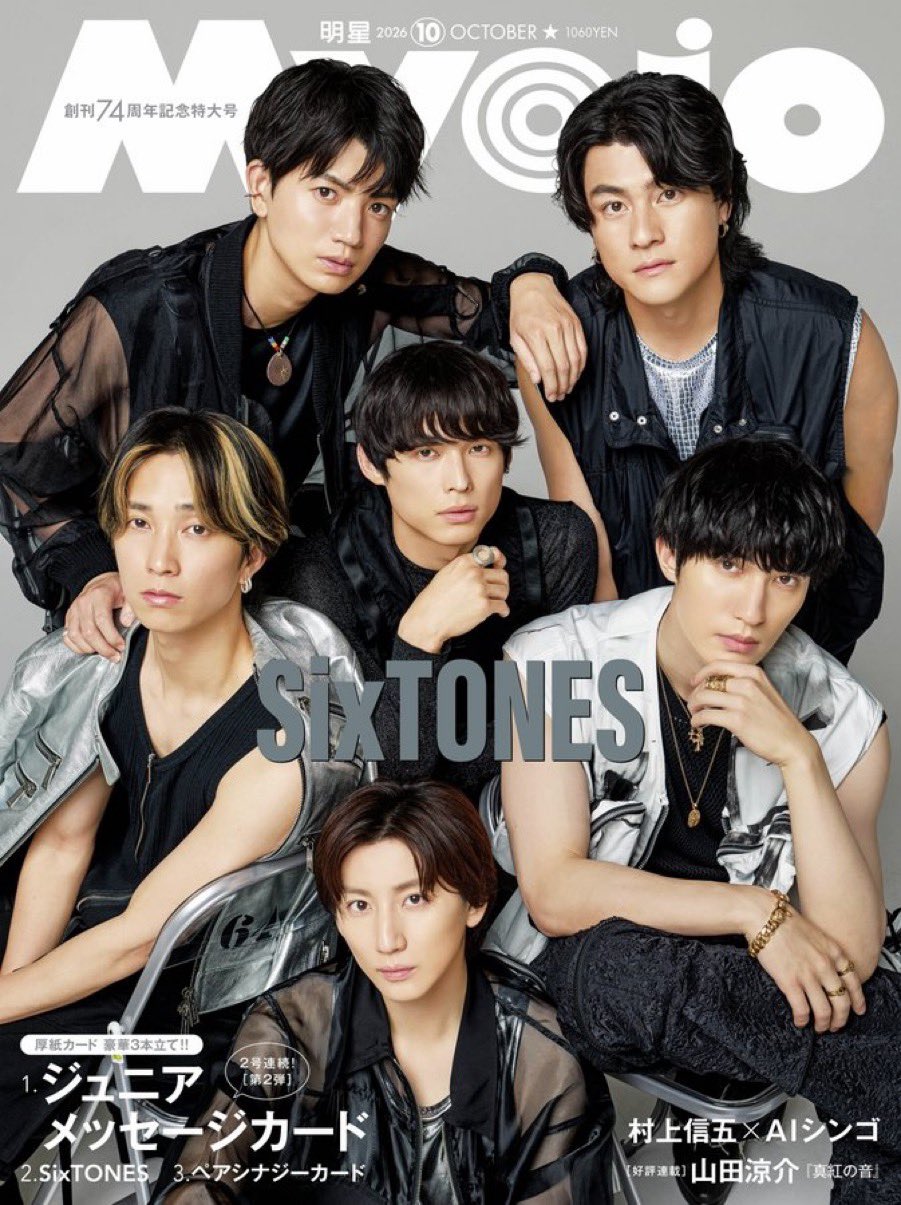 明星 2026 10 OCTOBER ★ 1060YEN
Myojo
創刊74周年記念特大号
SixTONES
厚紙カード 豪華3本立て!!
2号連続!
[第2弾]
1.ジュニア
メッセージカード
2.SixTONES 3.ペアシナジーカード
村上信五×AIシンゴ
[好評連載] 山田涼介『真紅の音』
64